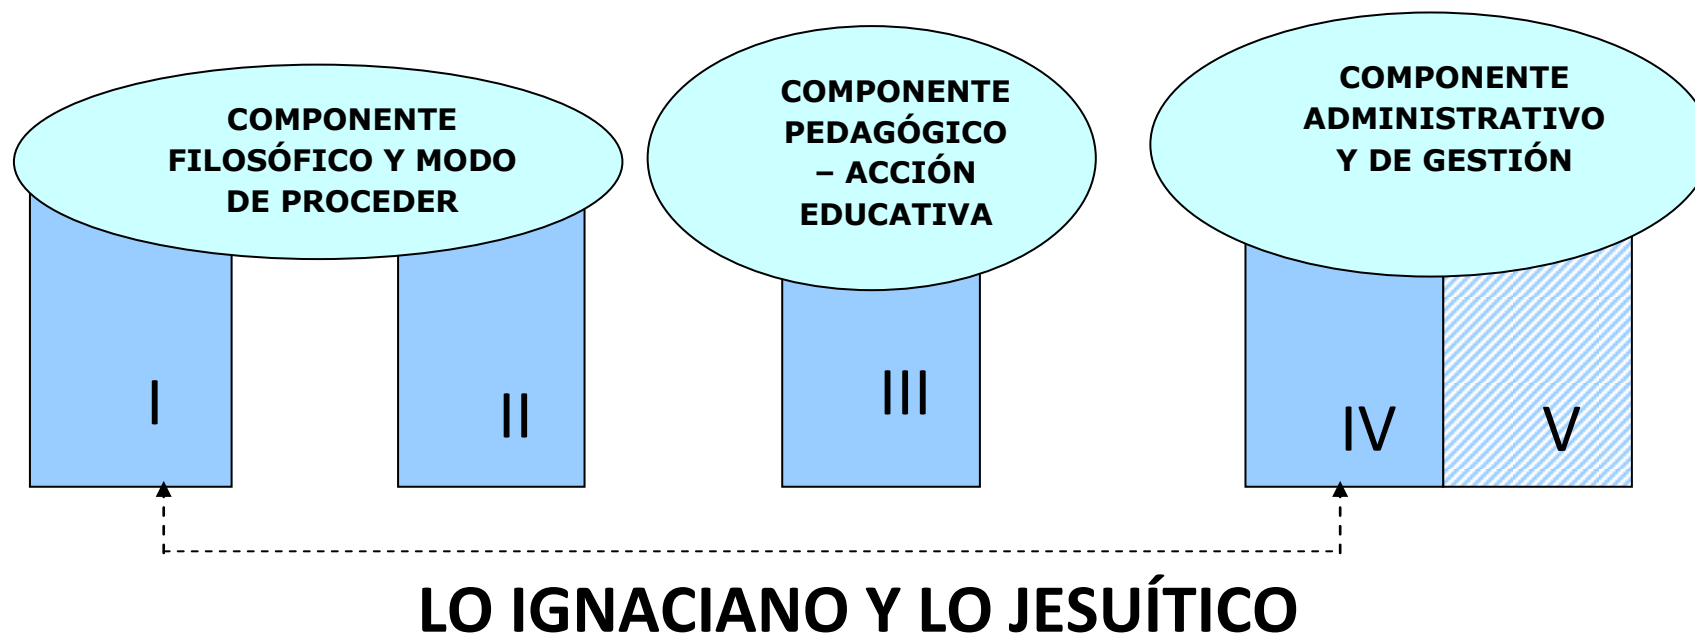 COMPONENTE
FILOSÓFICO Y MODO
DE PROCEDER
COMPONENTE
PEDAGÓGICO
– ACCIÓN
EDUCATIVA
COMPONENTE
ADMINISTRATIVO
Y DE GESTIÓN
I
II
III
IV
V
LO IGNACIANO Y LO JESUÍTICO